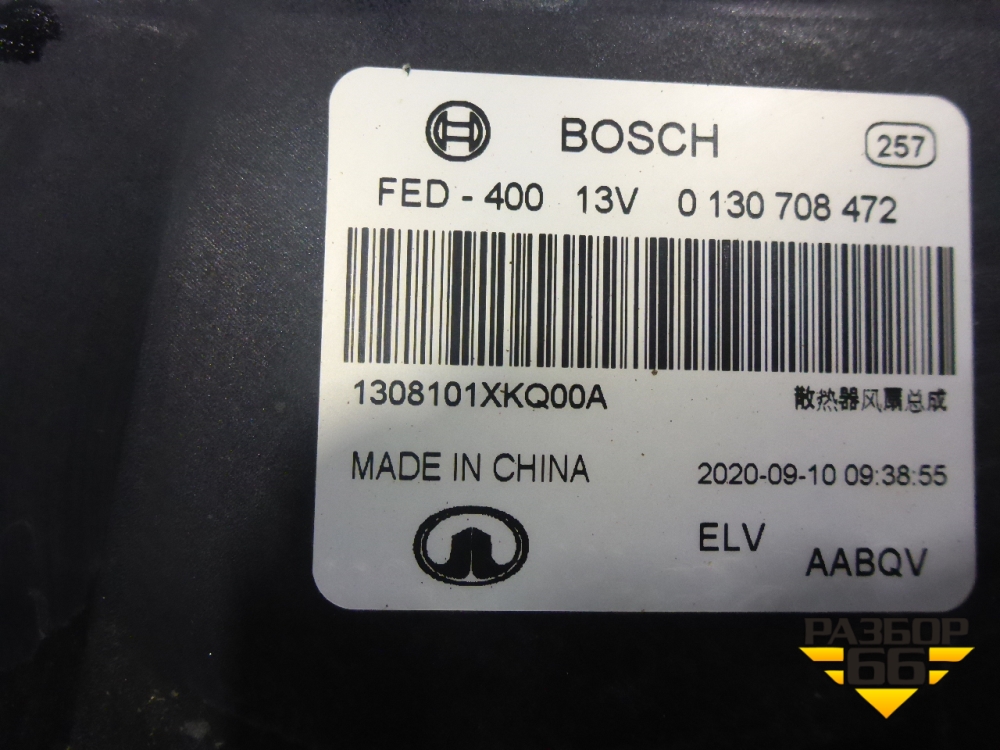 BOSCH 257
FED - 400 13V 0 130 708 472
1308101XKQ00A 散热器风扇总成
MADE IN CHINA 2020-09-10 09:38:55
ELV
AABQV
РАЗБОР
66